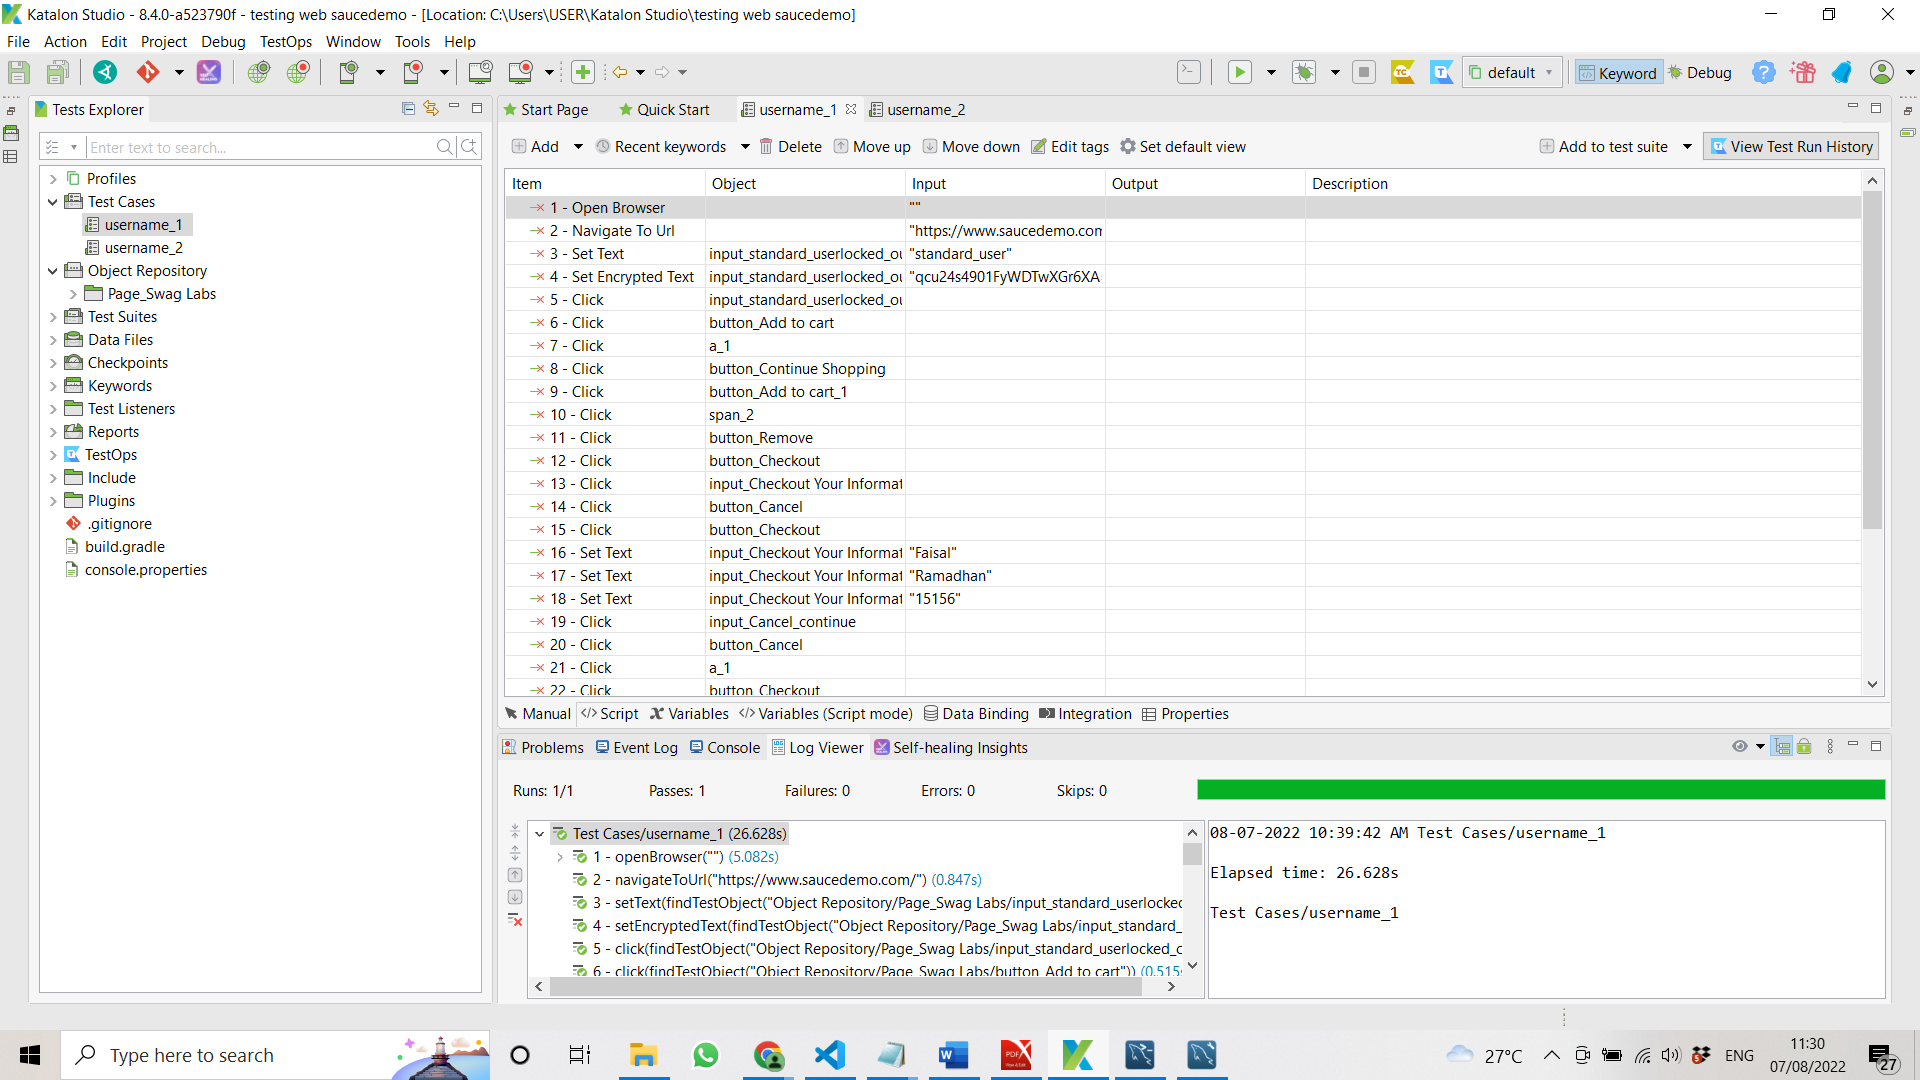 Katalon Studio - 8.4.0-a523790f - testing web saucedemo - [Location: C:\Users\USER\Katalon Studio\testing web saucedemo]
File Action Edit Project Debug TestOps Window Tools Help
default Keyword Debug
Tests Explorer
Enter text to search...
Profiles
Test Cases
username_1
username_2
Object Repository
Page_Swag Labs
Test Suites
Data Files
Checkpoints
Keywords
Test Listeners
Reports
TestOps
Include
Plugins
.gitignore
build.gradle
console.properties
Start Page Quick Start username_1 username_2
Add Recent keywords Delete Move up Move down Edit tags Set default view Add to test suite View Test Run History
Item Object Input Output Description
1 - Open Browser ""
2 - Navigate To Url "https://www.saucedemo.con
3 - Set Text input_standard_userlocked_ou "standard_user"
4 - Set Encrypted Text input_standard_userlocked_ou "qcu24s4901FyWDTwXGr6XA
5 - Click input_standard_userlocked_ou
6 - Click button_Add to cart
7 - Click a_1
8 - Click button_Continue Shopping
9 - Click button_Add to cart_1
10 - Click span_2
11 - Click button_Remove
12 - Click button_Checkout
13 - Click input_Checkout Your Informat
14 - Click button_Cancel
15 - Click button_Checkout
16 - Set Text input_Checkout Your Informat "Faisal"
17 - Set Text input_Checkout Your Informat "Ramadhan"
18 - Set Text input_Checkout Your Informat "15156"
19 - Click input_Cancel_continue
20 - Click button_Cancel
21 - Click a_1
22 - Click button_Checkout
Manual Script Variables Variables (Script mode) Data Binding Integration Properties
Problems Event Log Console Log Viewer Self-healing Insights
Runs: 1/1 Passes: 1 Failures: 0 Errors: 0 Skips: 0
Test Cases/username_1 (26.628s)
1 - openBrowser("") (5.082s)
2 - navigateToUrl("https://www.saucedemo.com/") (0.847s)
3 - setText(findTestObject("Object Repository/Page_Swag Labs/input_standard_userlocked
4 - setEncryptedText(findTestObject("Object Repository/Page_Swag Labs/input_standard_
5 - click(findTestObject("Object Repository/Page_Swag Labs/input_standard_userlocked_o
6 - click(findTestObject("Object Repository/Page_Swag Labs/button_Add to cart")) (0.515s
08-07-2022 10:39:42 AM Test Cases/username_1
Elapsed time: 26.628s
Test Cases/username_1
Type here to search
27°C ENG
11:30
07/08/2022
27